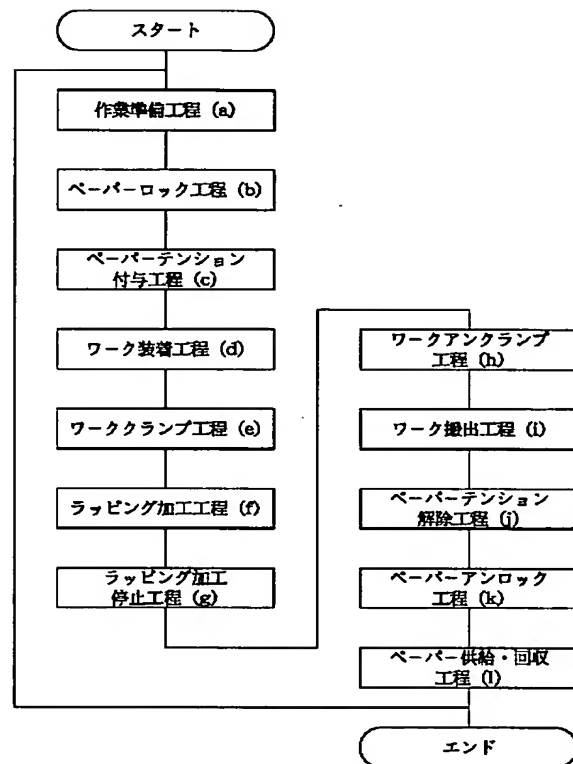 スタート
作業準備工程 (a)
ペーパーロック工程 (b)
ペーパーテンション
付与工程 (c)
ワーク装着工程 (d)
ワーククランプ工程 (e)
ラッピング加工工程 (f)
ラッピング加工
停止工程 (g)
ワークアンクランプ
工程 (h)
ワーク搬出工程 (i)
ペーパーテンション
解除工程 (j)
ペーパーアンロック
工程 (k)
ペーパー供給・回収
工程 (l)
エンド